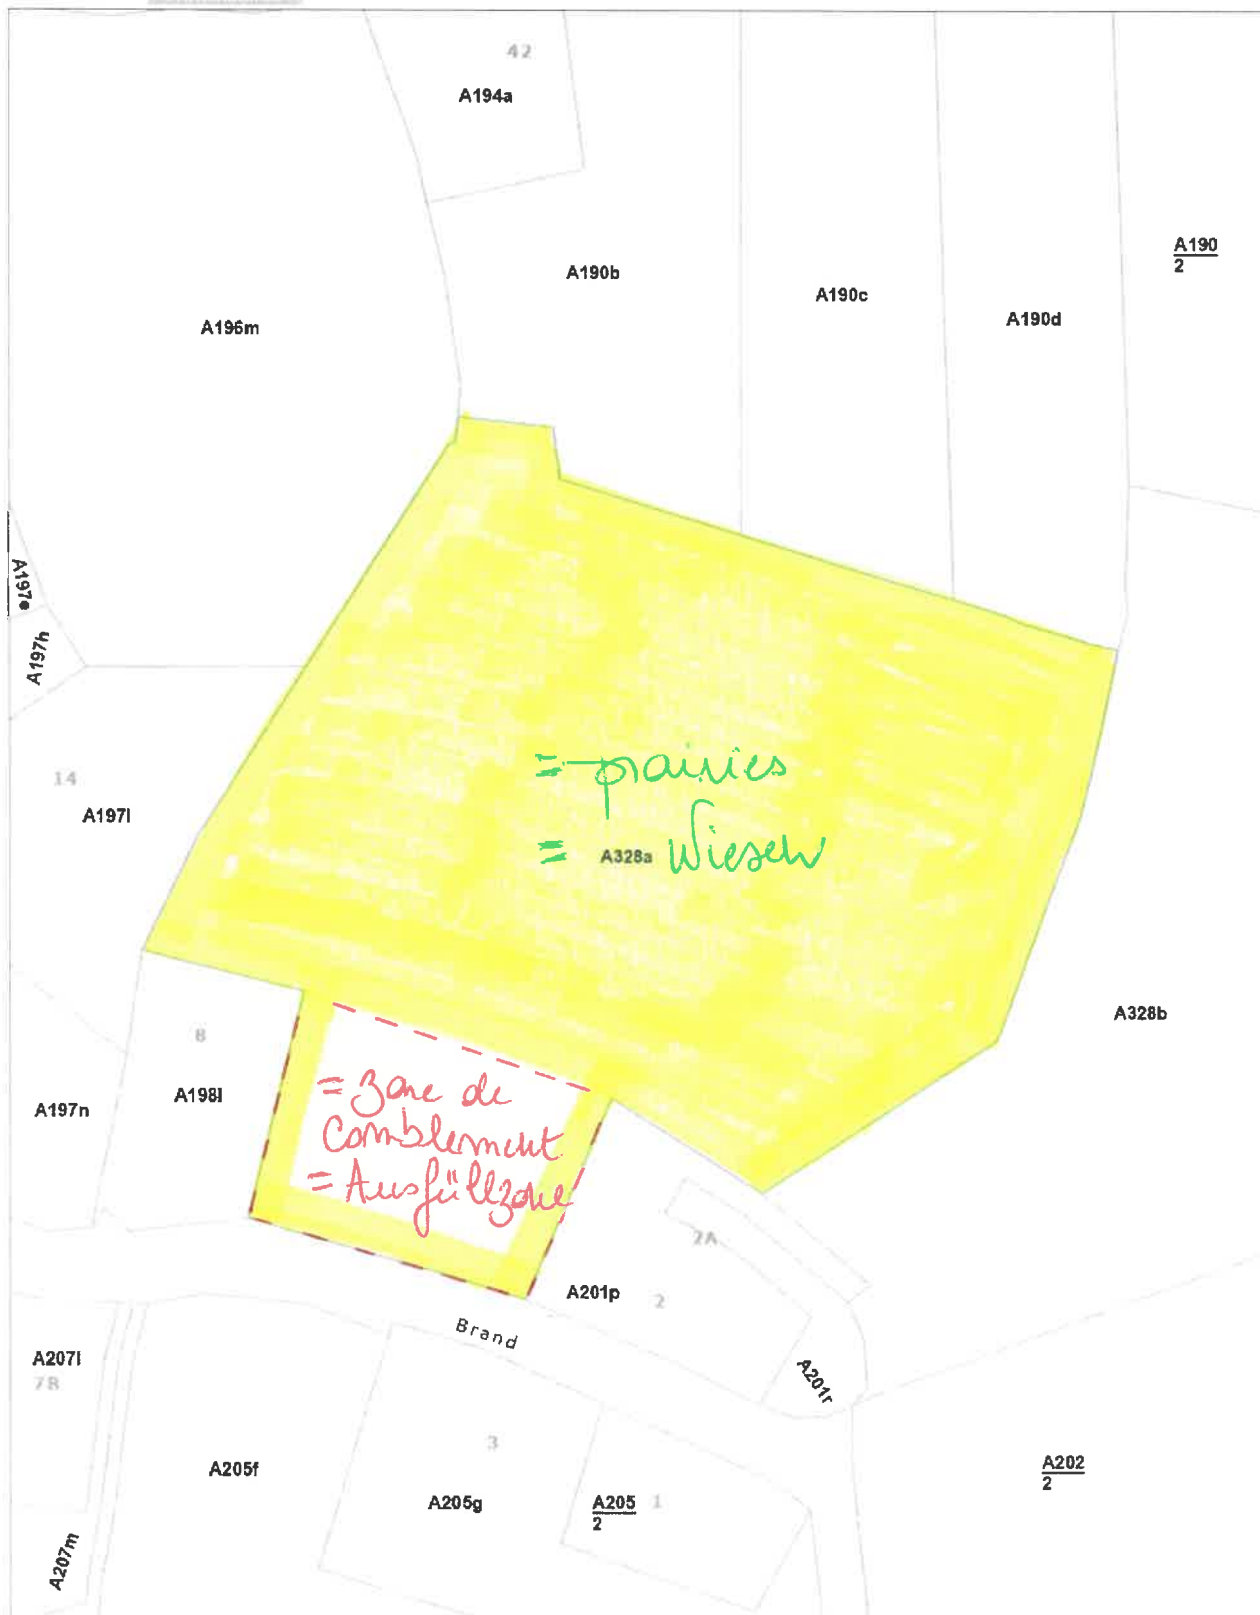 42
A194a
A190
2
A190b
A190c
A190d
A196m
A197e
A197h
= prairies
14
A197l
= Wiesen
A328a
A328b
8
A198l
A197n
= Zone de
Comblement
= Ausfüllzone
2A
A201p
2
Brand
A207l
7B
A201r
3
A205f
A205g
A205
2
1
A202
2
A207m